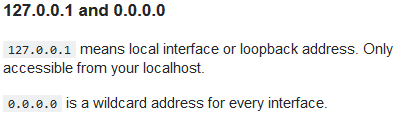 127.0.0.1 and 0.0.0.0
127.0.0.1 means local interface or loopback address. Only
accessible from your localhost.
0.0.0.0 is a wildcard address for every interface.